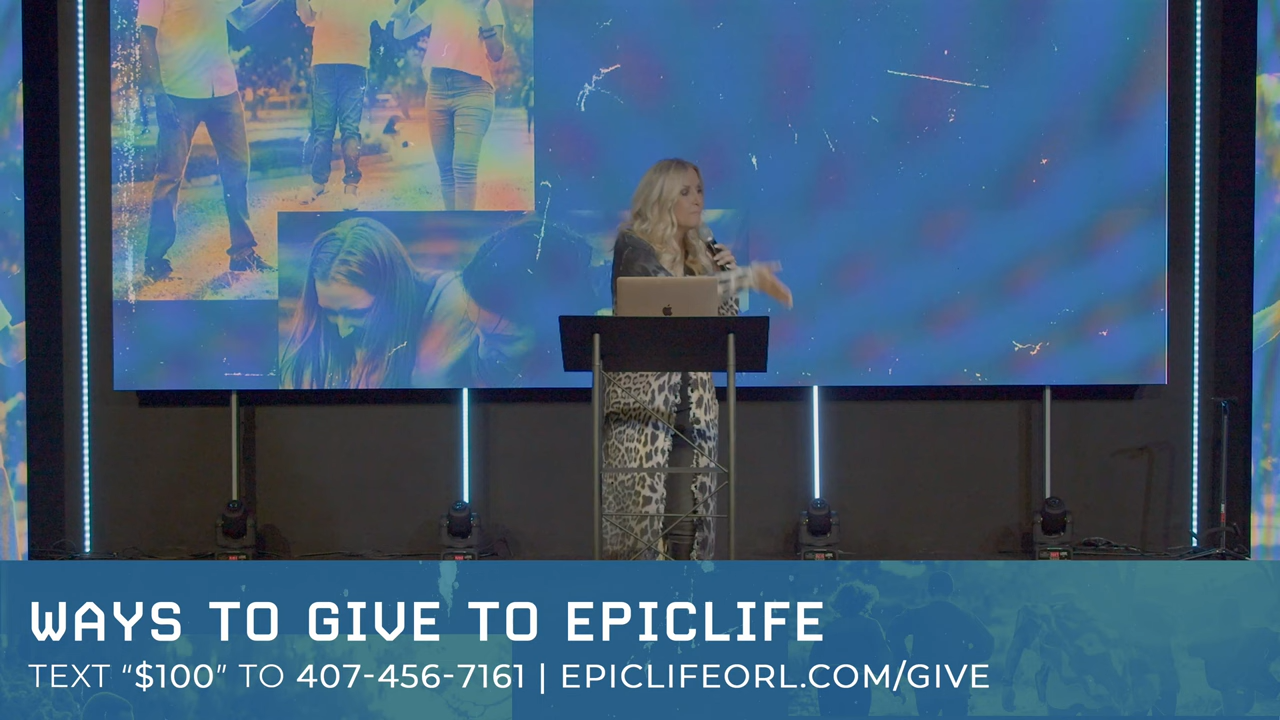 WAYS TO GIVE TO EPICLIFE
TEXT “$100” TO 407-456-7161 | EPICLIFEORL.COM/GIVE